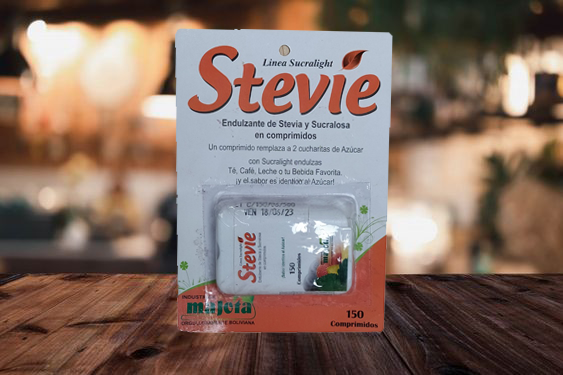 Linea Sucralight
Stevie
Endulzante de Stevia y Sucralosa
en comprimidos
Un comprimido remplaza a 2 cucharitas de Azúcar
con Sucralight endulzas
Té, Café, Leche o tu Bebida Favorita.
¡y el sabor es identico al Azúcar!
VEN 18/06/23
Stevie
150
Comprimidos
majota
150
Comprimidos